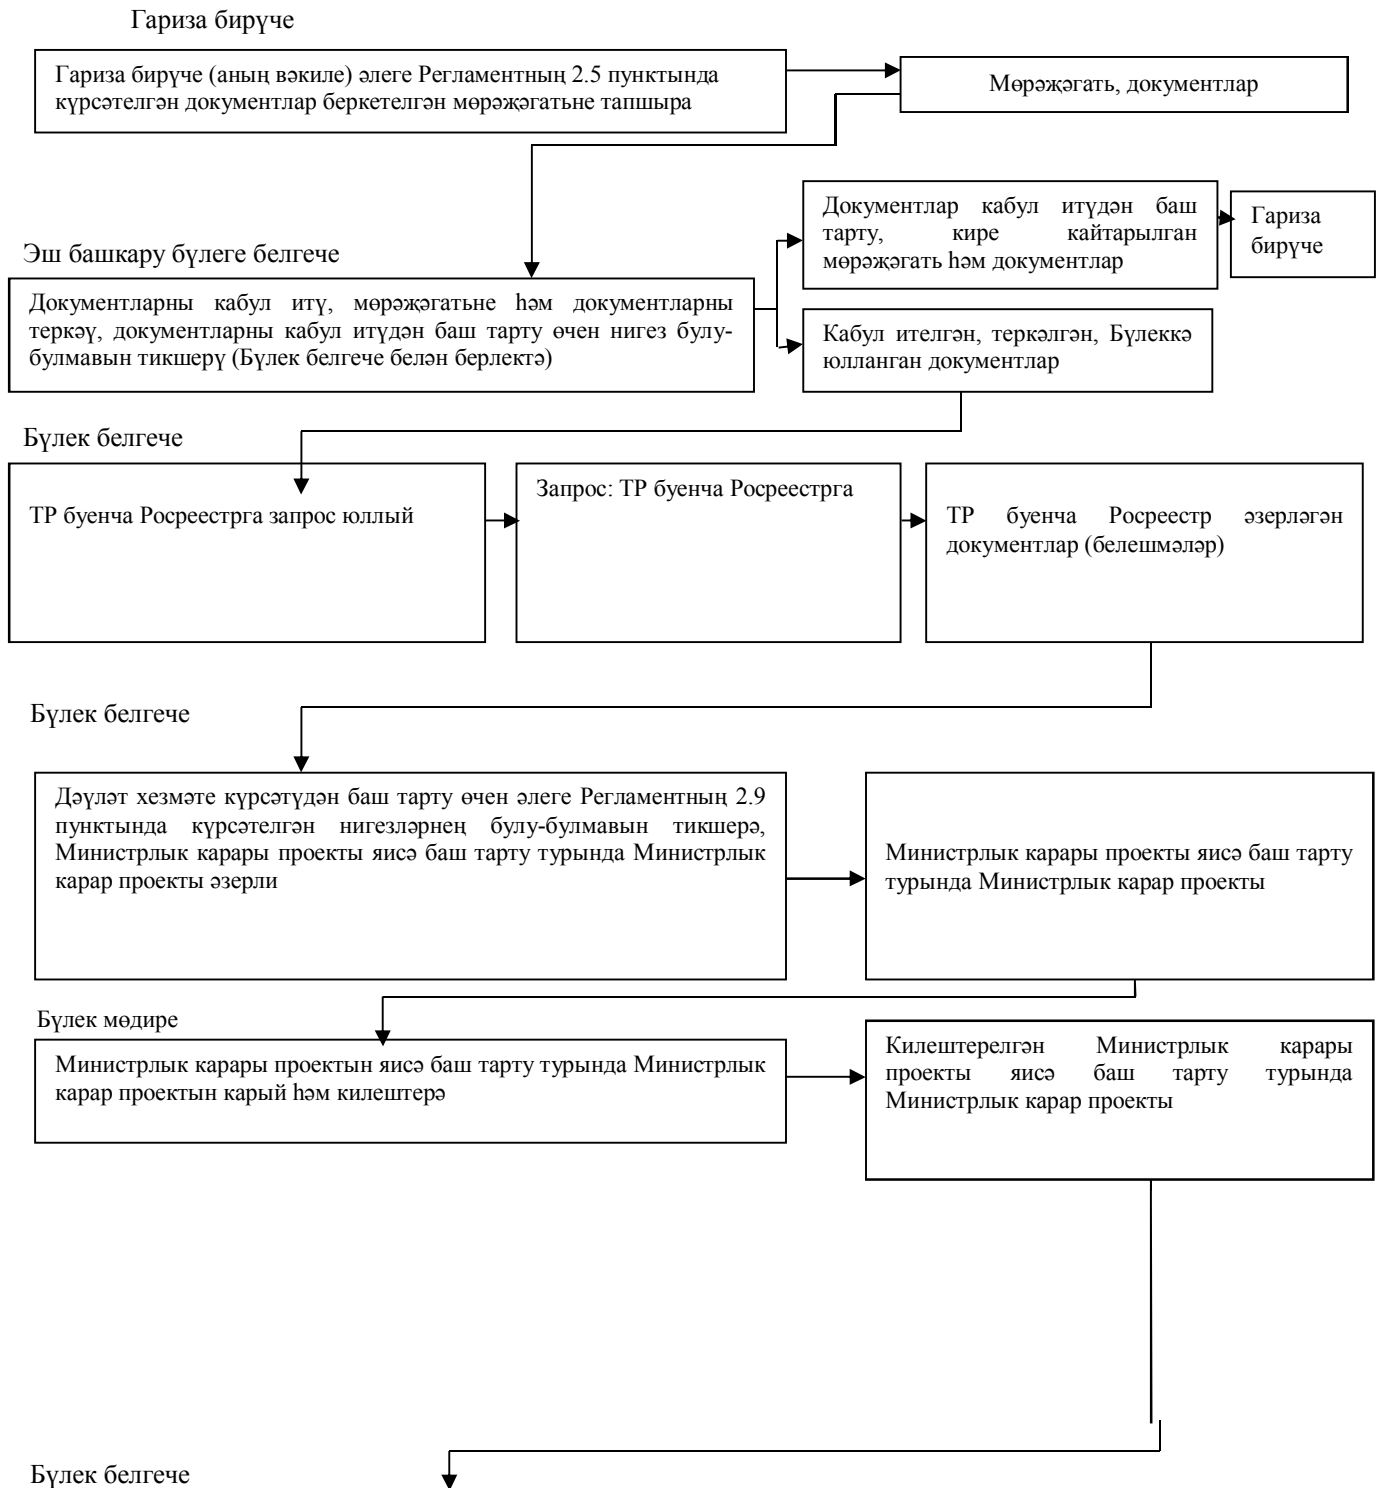 Гариза бирүче
Гариза бирүче (аның вәкиле) әлеге Регламентның 2.5 пунктында
күрсәтелгән документлар беркетелгән мөрәҗәгатьне тапшыра
Мөрәҗәгать, документлар
Документлар кабул итүдән баш
тарту, кире кайтарылган
мөрәҗәгать һәм документлар
Гариза
бирүче
Эш башкару бүлеге белгече
Документларны кабул итү, мөрәҗәгатьне һәм документларны
теркәү, документларны кабул итүдән баш тарту өчен нигез булу-
булмавын тикшерү (Бүлек белгече белән берлектә)
Кабул ителгән, теркәлгән, Бүлеккә
юлланган документлар
Бүлек белгече
ТР буенча Росреестрга запрос юллый
Запрос: ТР буенча Росреестрга
ТР буенча Росреестр әзерләгән
документлар (белешмәләр)
Бүлек белгече
Дәүләт хезмәте күрсәтүдән баш тарту өчен әлеге Регламентның 2.9
пунктында күрсәтелгән нигезләрнең булу-булмавын тикшерә,
Министрлык карары проекты яисә баш тарту турында Министрлык
карар проекты әзерли
Министрлык карары проекты яисә баш тарту
турында Министрлык карар проекты
Бүлек мөдире
Министрлык карары проектын яисә баш тарту турында Министрлык
карар проектын карый һәм килештерә
Килештерелгән Министрлык карары
проекты яисә баш тарту турында
Министрлык карар проекты
Бүлек белгече